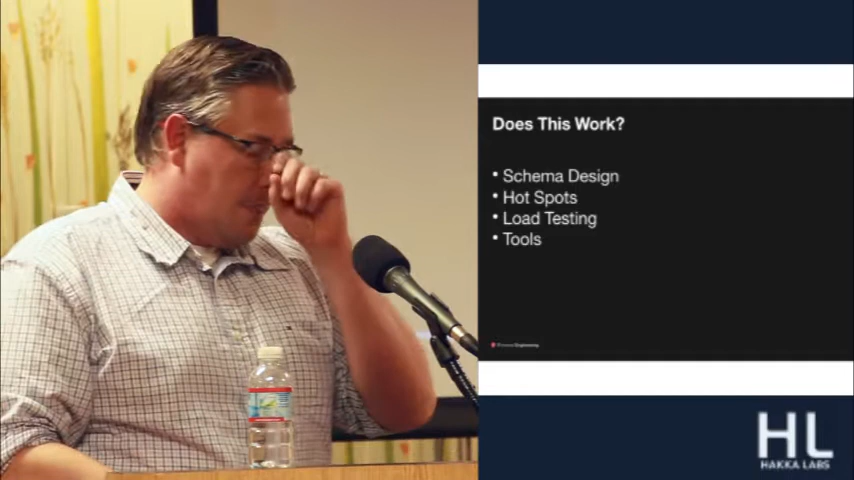 Does This Work?
• Schema Design
• Hot Spots
• Load Testing
• Tools
HL
HAKKA LABS